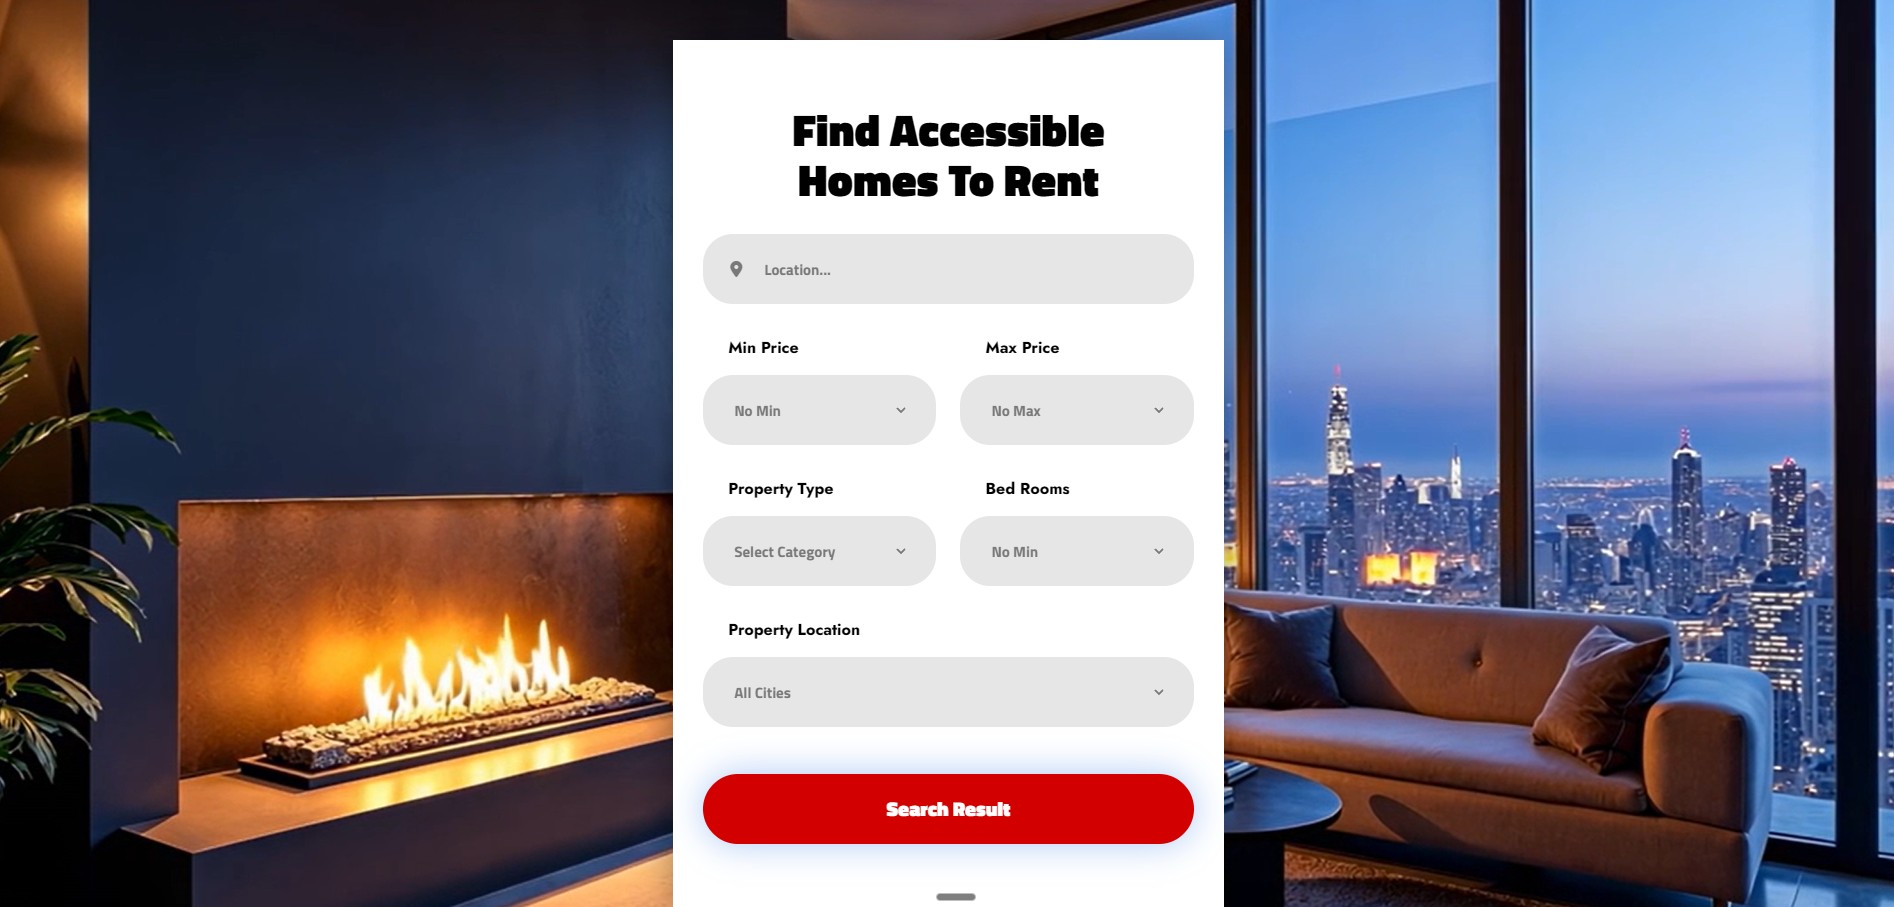 Find Accessible
Homes To Rent
Location...
Min Price
Max Price
No Min
No Max
Property Type
Bed Rooms
Select Category
No Min
Property Location
All Cities
Search Result